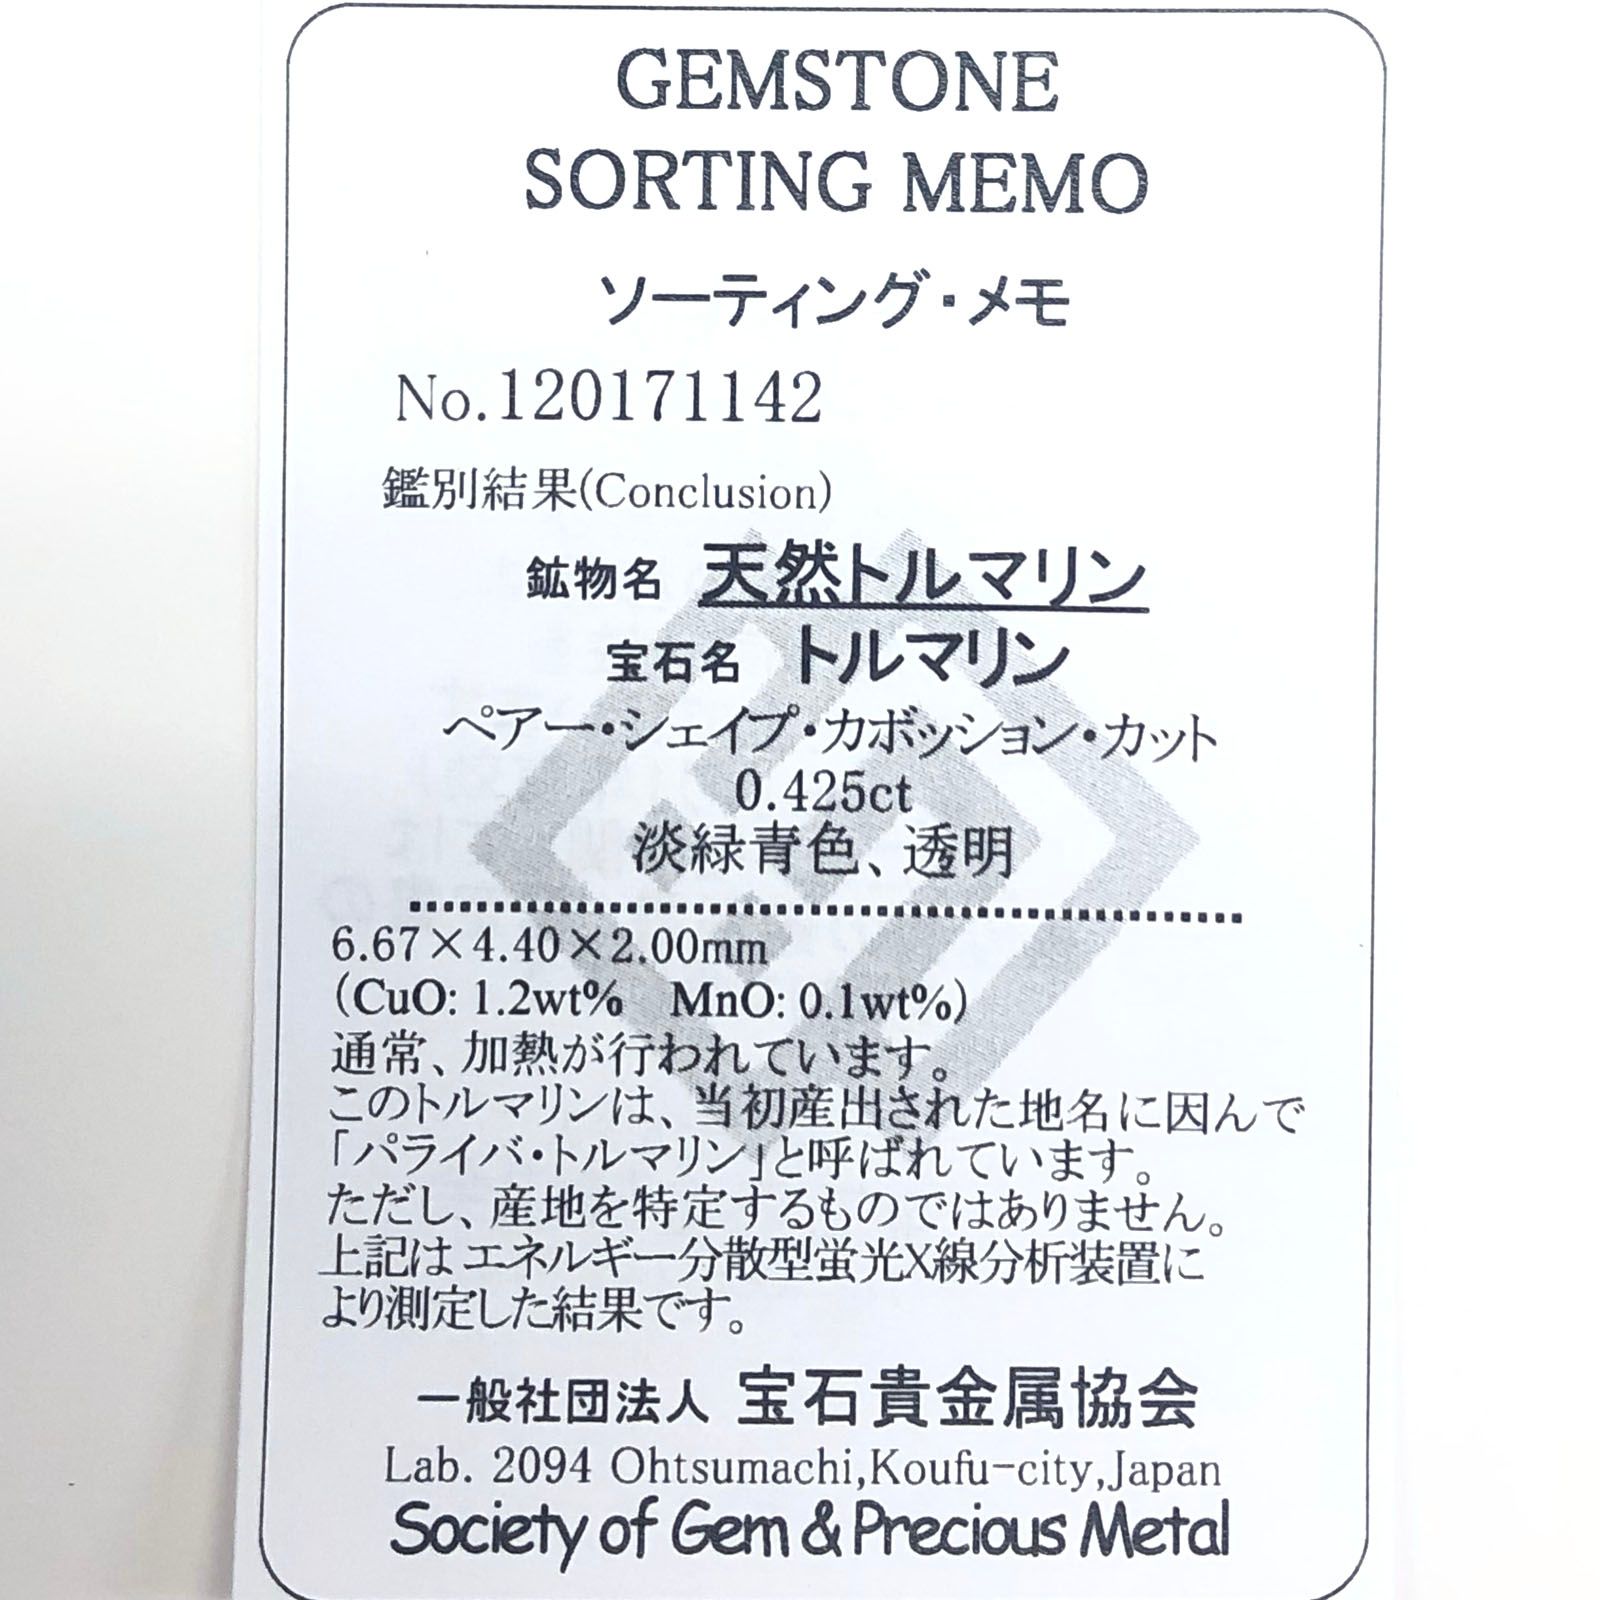 GEMSTONE
SORTING MEMO
ソーティング・メモ
No.120171142
鑑別結果(Conclusion)
鉱物名 天然トルマリン
宝石名 トルマリン
ペアー・シェイプ・カボッション・カット
0.425ct
淡緑青色、透明
6.67×4.40×2.00mm
(CuO: 1.2wt% MnO: 0.1wt%)
通常、加熱が行われています。
このトルマリンは、当初産出された地名に因んで
「パライバ・トルマリン」と呼ばれています。
ただし、産地を特定するものではありません。
上記はエネルギー分散型蛍光X線分析装置に
より測定した結果です。
一般社団法人 宝石貴金属協会
Lab. 2094 Ohtsumachi,Koufu-city,Japan
Society of Gem & Precious Metal